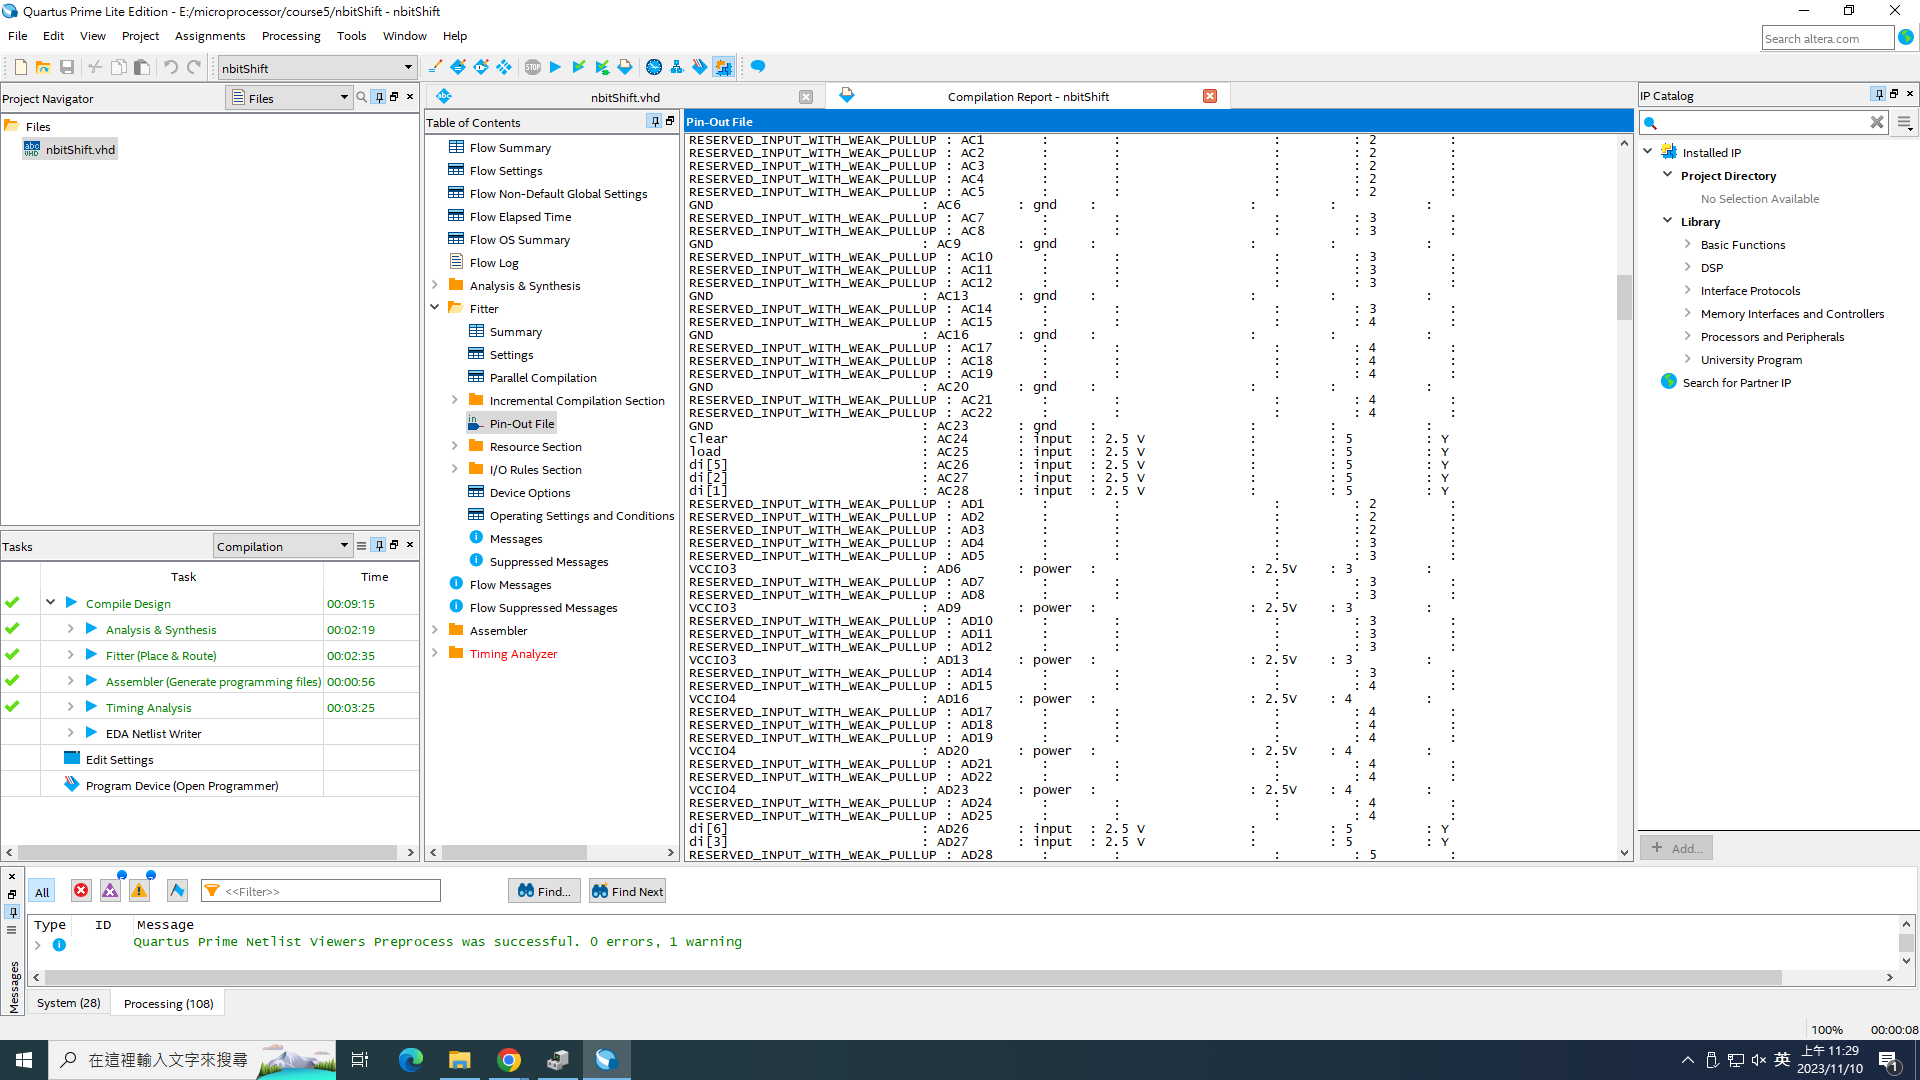 Quartus Prime Lite Edition - E:/microprocessor/course5/nbitShift - nbitShift
File Edit View Project Assignments Processing Tools Window Help
Search altera.com
nbitShift
Project Navigator
Files
Files
nbitShift.vhd
Tasks
Compilation
Task Time
Compile Design 00:09:15
Analysis & Synthesis 00:02:19
Fitter (Place & Route) 00:02:35
Assembler (Generate programming files) 00:00:56
Timing Analysis 00:03:25
EDA Netlist Writer
Edit Settings
Program Device (Open Programmer)
nbitShift.vhd
Compilation Report - nbitShift
Table of Contents
Flow Summary
Flow Settings
Flow Non-Default Global Settings
Flow Elapsed Time
Flow OS Summary
Flow Log
Analysis & Synthesis
Fitter
Summary
Settings
Parallel Compilation
Incremental Compilation Section
Pin-Out File
Resource Section
I/O Rules Section
Device Options
Operating Settings and Conditions
Messages
Suppressed Messages
Flow Messages
Flow Suppressed Messages
Assembler
Timing Analyzer
Pin-Out File
RESERVED_INPUT_WITH_WEAK_PULLUP : AC1 : : : : 2 :
RESERVED_INPUT_WITH_WEAK_PULLUP : AC2 : : : : 2 :
RESERVED_INPUT_WITH_WEAK_PULLUP : AC3 : : : : 2 :
RESERVED_INPUT_WITH_WEAK_PULLUP : AC4 : : : : 2 :
RESERVED_INPUT_WITH_WEAK_PULLUP : AC5 : : : : 2 :
GND : AC6 : gnd : : : :
RESERVED_INPUT_WITH_WEAK_PULLUP : AC7 : : : : 3 :
RESERVED_INPUT_WITH_WEAK_PULLUP : AC8 : : : : 3 :
GND : AC9 : gnd : : : :
RESERVED_INPUT_WITH_WEAK_PULLUP : AC10 : : : : 3 :
RESERVED_INPUT_WITH_WEAK_PULLUP : AC11 : : : : 3 :
RESERVED_INPUT_WITH_WEAK_PULLUP : AC12 : : : : 3 :
GND : AC13 : gnd : : : :
RESERVED_INPUT_WITH_WEAK_PULLUP : AC14 : : : : 3 :
RESERVED_INPUT_WITH_WEAK_PULLUP : AC15 : : : : 4 :
GND : AC16 : gnd : : : :
RESERVED_INPUT_WITH_WEAK_PULLUP : AC17 : : : : 4 :
RESERVED_INPUT_WITH_WEAK_PULLUP : AC18 : : : : 4 :
RESERVED_INPUT_WITH_WEAK_PULLUP : AC19 : : : : 4 :
GND : AC20 : gnd : : : :
RESERVED_INPUT_WITH_WEAK_PULLUP : AC21 : : : : 4 :
RESERVED_INPUT_WITH_WEAK_PULLUP : AC22 : : : : 4 :
GND : AC23 : gnd : : : :
clear : AC24 : input : 2.5 V : : 5 : Y
load : AC25 : input : 2.5 V : : 5 : Y
di[5] : AC26 : input : 2.5 V : : 5 : Y
di[2] : AC27 : input : 2.5 V : : 5 : Y
di[1] : AC28 : input : 2.5 V : : 5 : Y
RESERVED_INPUT_WITH_WEAK_PULLUP : AD1 : : : : 2 :
RESERVED_INPUT_WITH_WEAK_PULLUP : AD2 : : : : 2 :
RESERVED_INPUT_WITH_WEAK_PULLUP : AD3 : : : : 2 :
RESERVED_INPUT_WITH_WEAK_PULLUP : AD4 : : : : 3 :
RESERVED_INPUT_WITH_WEAK_PULLUP : AD5 : : : : 3 :
VCCIO3 : AD6 : power : : 2.5V : 3 :
RESERVED_INPUT_WITH_WEAK_PULLUP : AD7 : : : : 3 :
RESERVED_INPUT_WITH_WEAK_PULLUP : AD8 : : : : 3 :
VCCIO3 : AD9 : power : : 2.5V : 3 :
RESERVED_INPUT_WITH_WEAK_PULLUP : AD10 : : : : 3 :
RESERVED_INPUT_WITH_WEAK_PULLUP : AD11 : : : : 3 :
RESERVED_INPUT_WITH_WEAK_PULLUP : AD12 : : : : 3 :
VCCIO3 : AD13 : power : : 2.5V : 3 :
RESERVED_INPUT_WITH_WEAK_PULLUP : AD14 : : : : 3 :
RESERVED_INPUT_WITH_WEAK_PULLUP : AD15 : : : : 4 :
VCCIO4 : AD16 : power : : 2.5V : 4 :
RESERVED_INPUT_WITH_WEAK_PULLUP : AD17 : : : : 4 :
RESERVED_INPUT_WITH_WEAK_PULLUP : AD18 : : : : 4 :
RESERVED_INPUT_WITH_WEAK_PULLUP : AD19 : : : : 4 :
VCCIO4 : AD20 : power : : 2.5V : 4 :
RESERVED_INPUT_WITH_WEAK_PULLUP : AD21 : : : : 4 :
RESERVED_INPUT_WITH_WEAK_PULLUP : AD22 : : : : 4 :
VCCIO4 : AD23 : power : : 2.5V : 4 :
RESERVED_INPUT_WITH_WEAK_PULLUP : AD24 : : : : 4 :
RESERVED_INPUT_WITH_WEAK_PULLUP : AD25 : : : : 4 :
di[6] : AD26 : input : 2.5 V : : 5 : Y
di[3] : AD27 : input : 2.5 V : : 5 : Y
RESERVED_INPUT_WITH_WEAK_PULLUP : AD28 : : : : 5 :
IP Catalog
Installed IP
Project Directory
No Selection Available
Library
Basic Functions
DSP
Interface Protocols
Memory Interfaces and Controllers
Processors and Peripherals
University Program
Search for Partner IP
+ Add...
All
<<Filter>>
Find...
Find Next
Type ID Message
Quartus Prime Netlist Viewers Preprocess was successful. 0 errors, 1 warning
Messages
System (28) Processing (108)
100% 00:00:08
在這裡輸入文字來搜尋
英
上午 11:29
2023/11/10
1